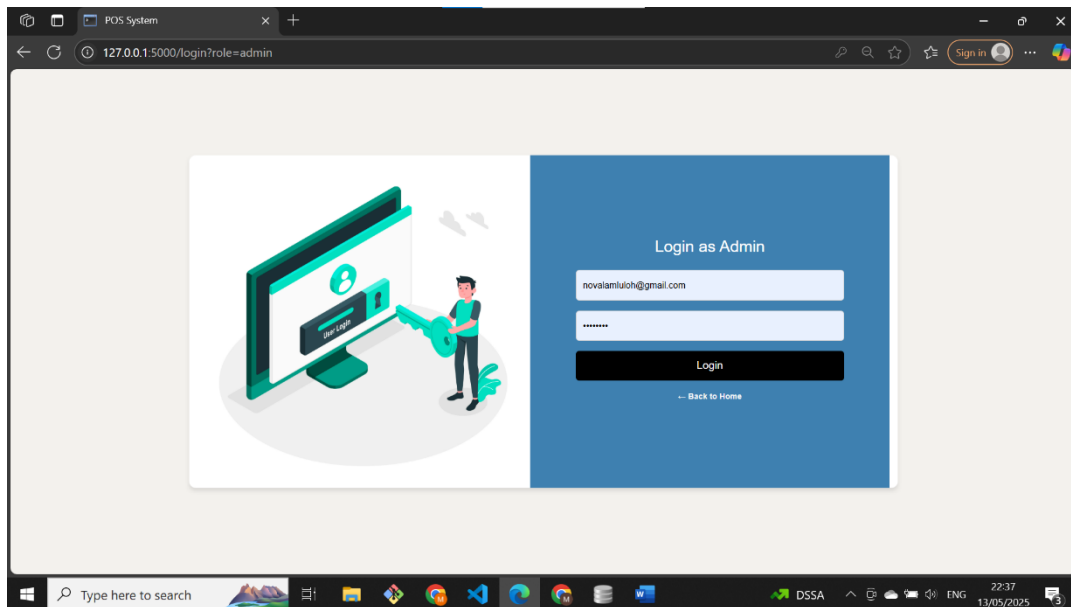 POS System
127.0.0.1:5000/login?role=admin
Sign in
User Login
Login as Admin
novalamluloh@gmail.com
••••••••
Login
← Back to Home
Type here to search
DSSA
ENG
22:37
13/05/2025
3